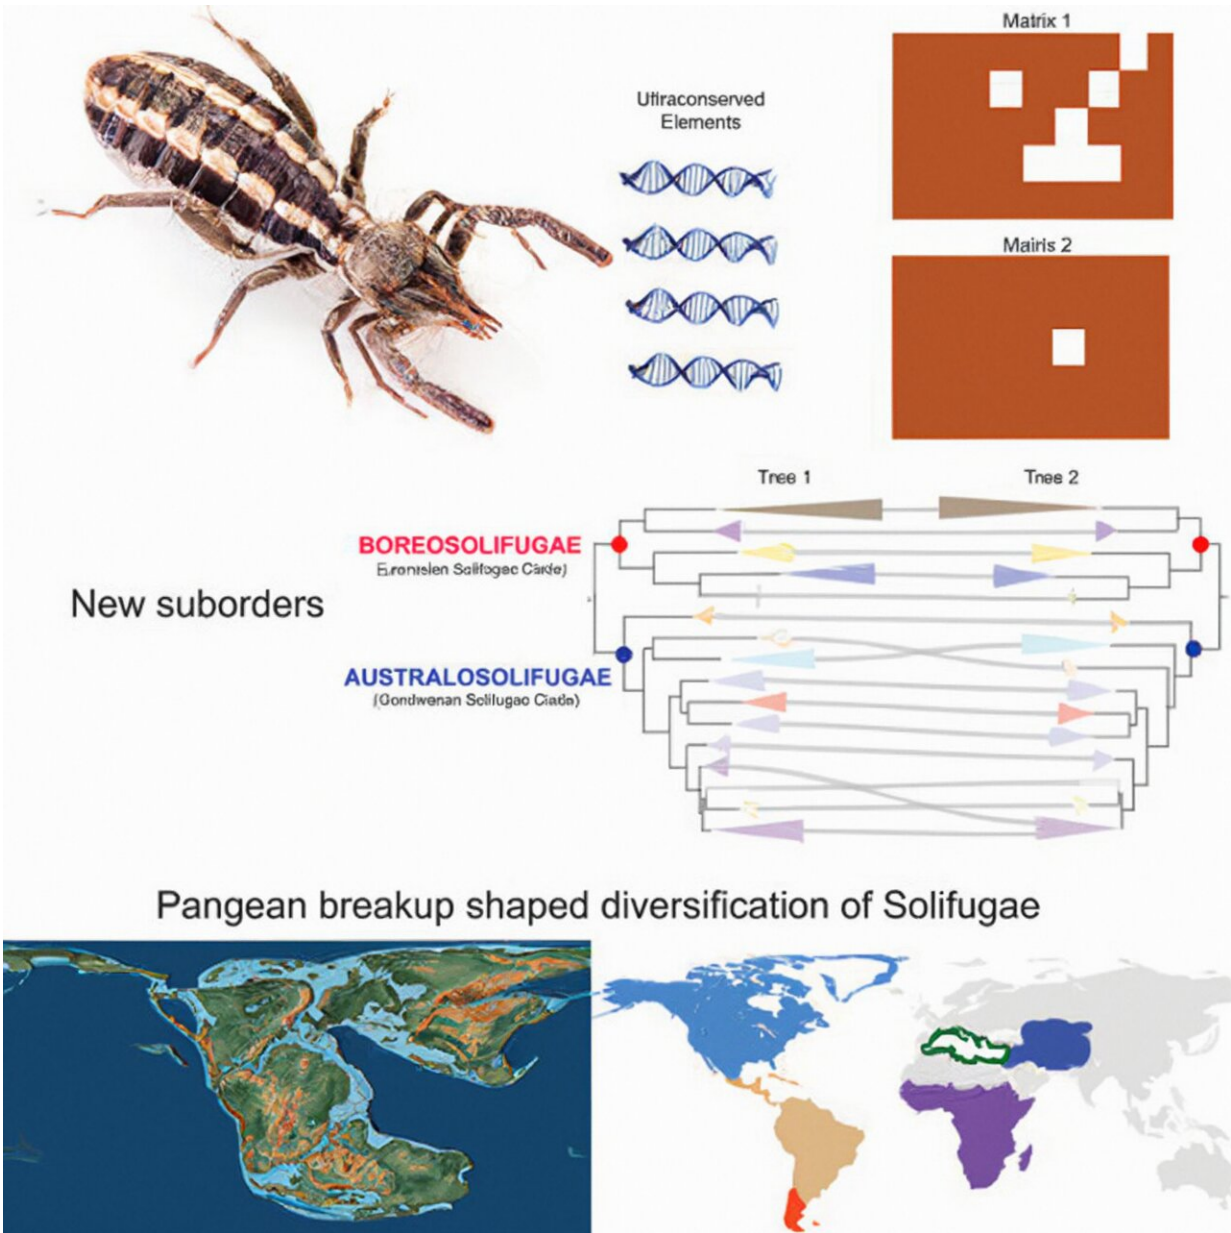 Matrix 1
Ultraconserved
Elements
Mairis 2
Tree 1
Tnes 2
BOREOSOLIFUGAE
New suborders
AUSTRALOSOLIFUGAE
Pangean breakup shaped diversification of Solifugae